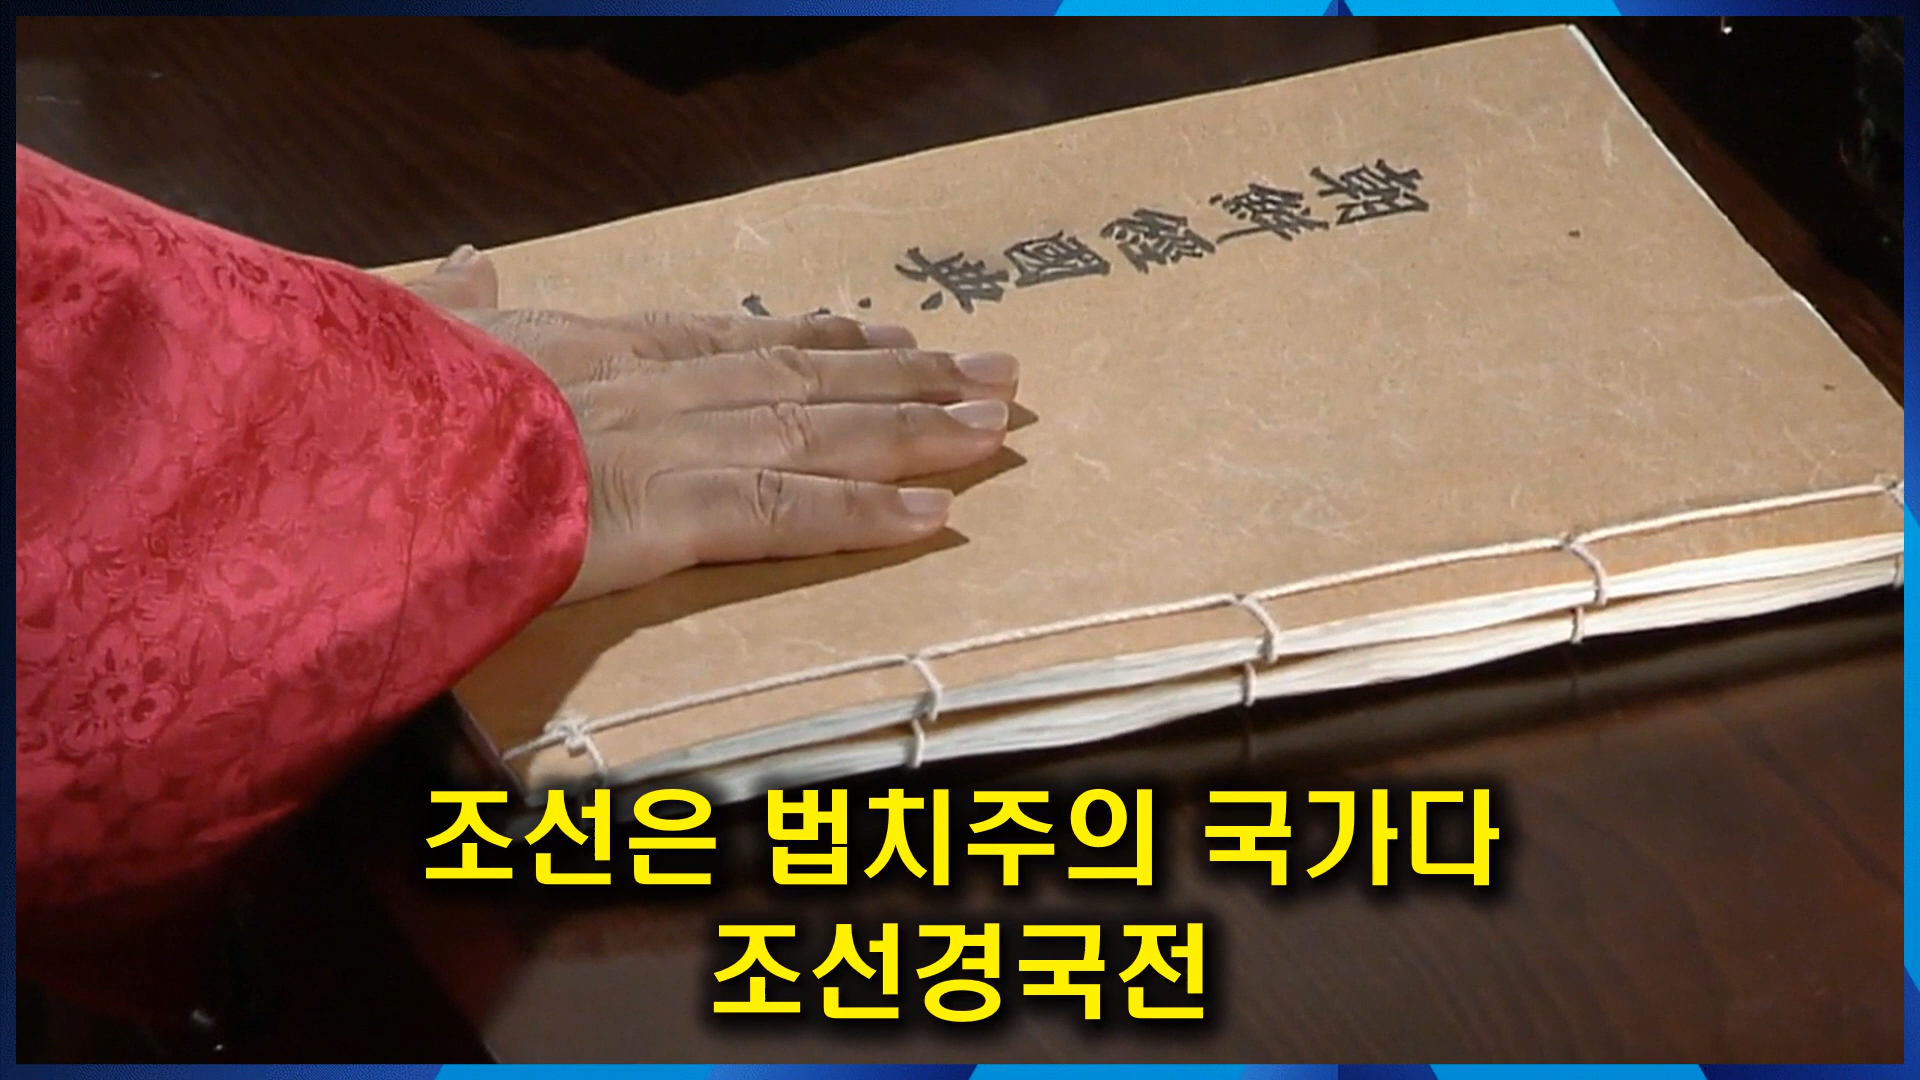 朝鮮經國典
조선은 법치주의 국가다
조선경국전